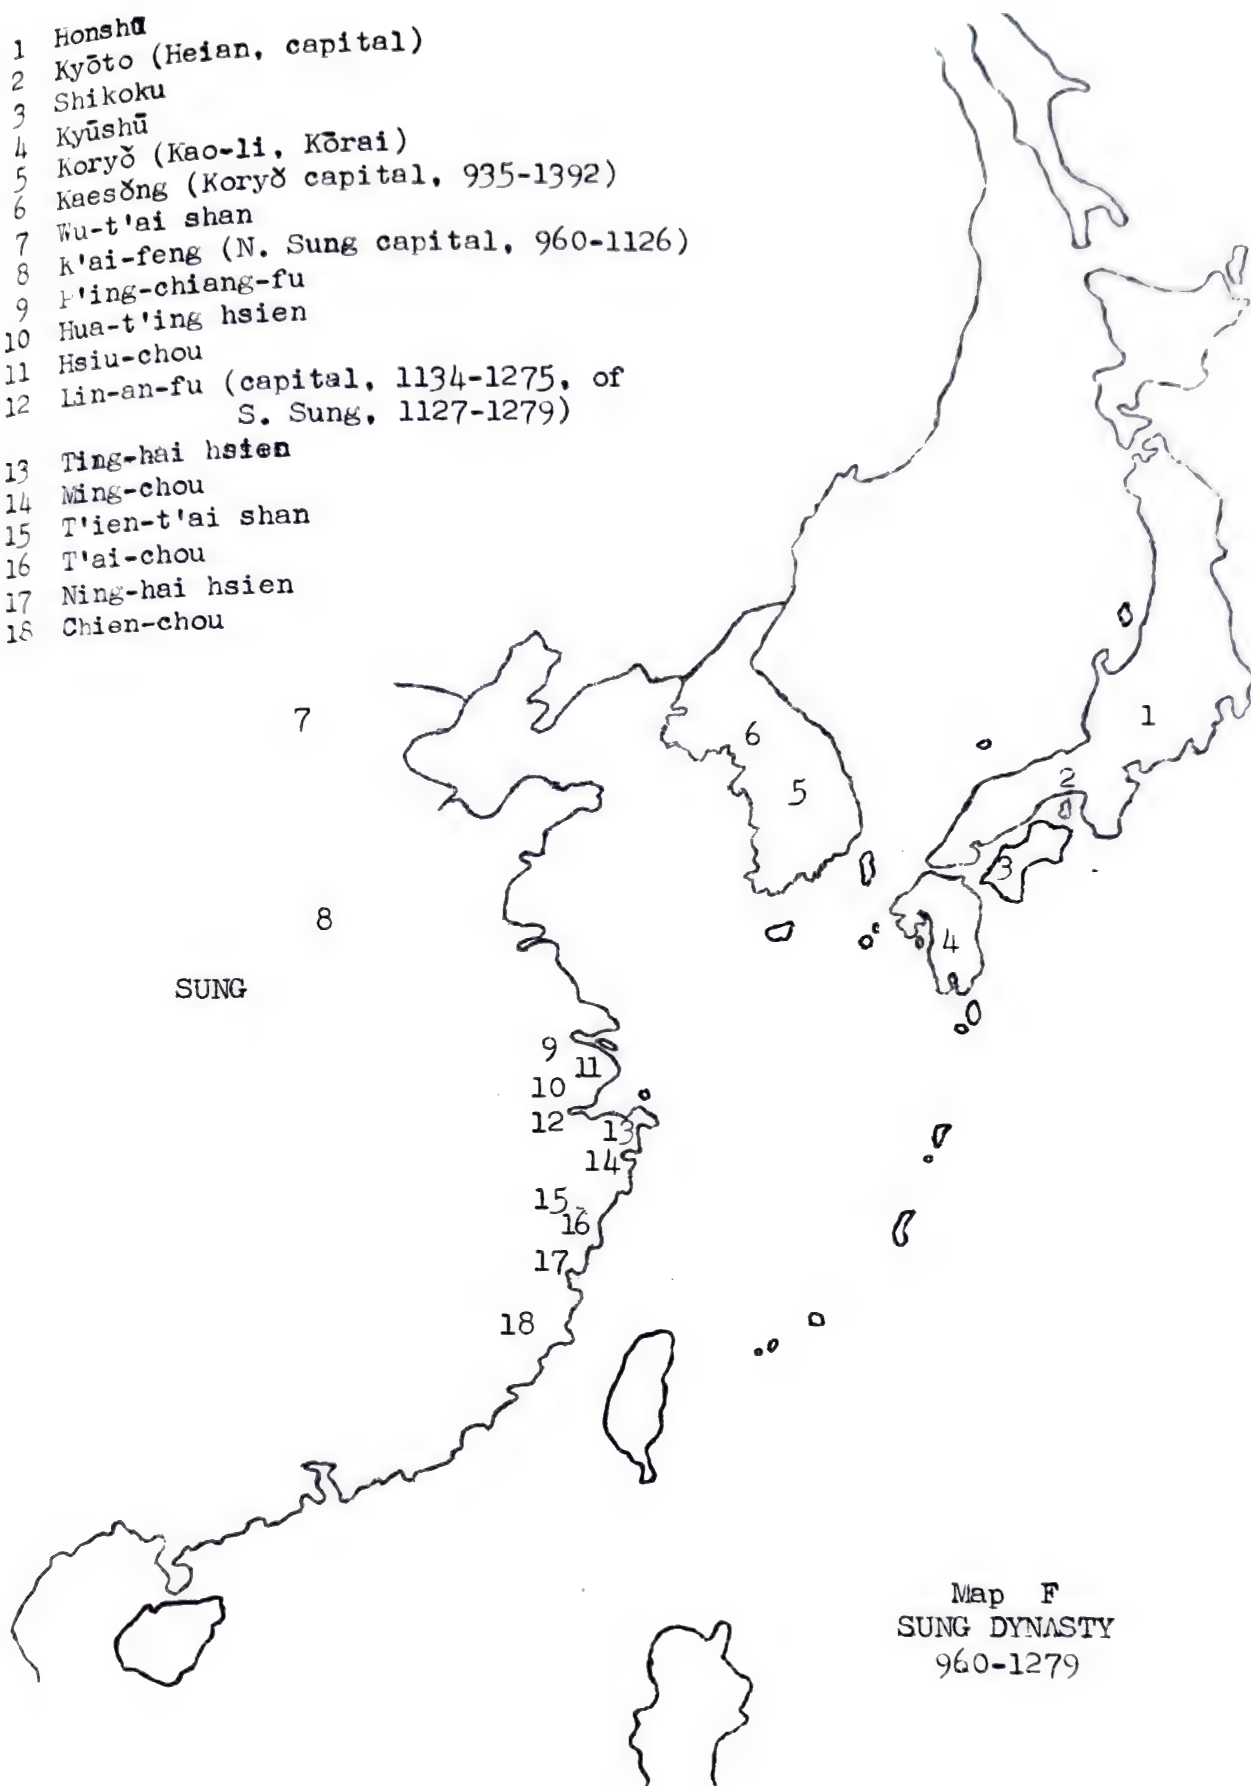 1 Honshū
2 Kyōto (Heian, capital)
3 Shikoku
4 Kyūshū
5 Koryŏ (Kao-li, Kōrai)
6 Kaesŏng (Koryŏ capital, 935-1392)
7 Wu-t'ai shan
8 K'ai-feng (N. Sung capital, 960-1126)
9 P'ing-chiang-fu
10 Hua-t'ing hsien
11 Hsiu-chou
12 Lin-an-fu (capital, 1134-1275, of
S. Sung, 1127-1279)
13 Ting-hai hsien
14 Ming-chou
15 T'ien-t'ai shan
16 T'ai-chou
17 Ning-hai hsien
18 Chien-chou
7
1
6
2
5
3
8
4
SUNG
9
11
10
12
13
14
15
16
17
18
Map F
SUNG DYNASTY
960-1279